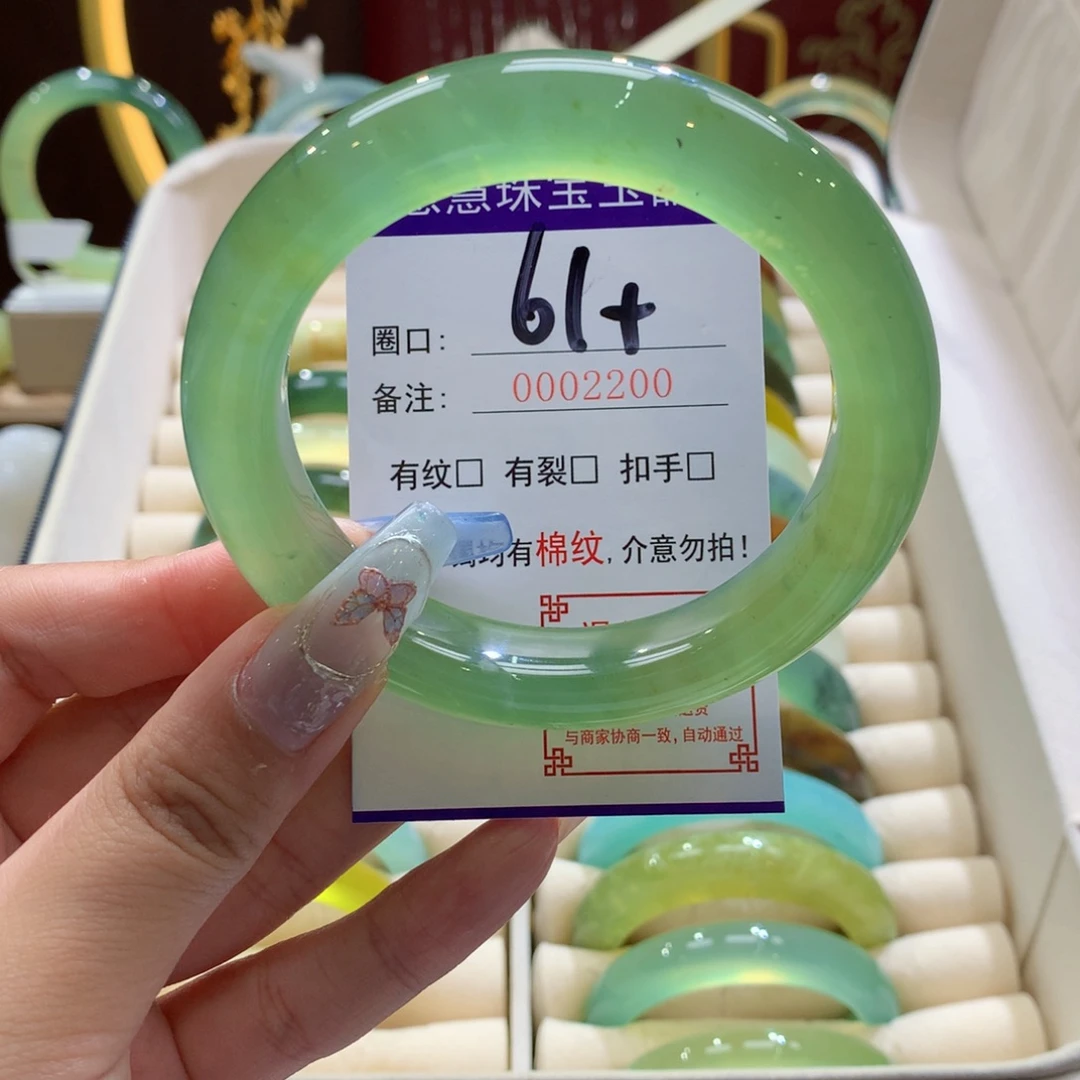 意珠宝玉
圈口: 61+
备注: 0002200
有纹□ 有裂□ 扣手□
均有棉纹, 介意勿拍!
与商家协商一致, 自动通过